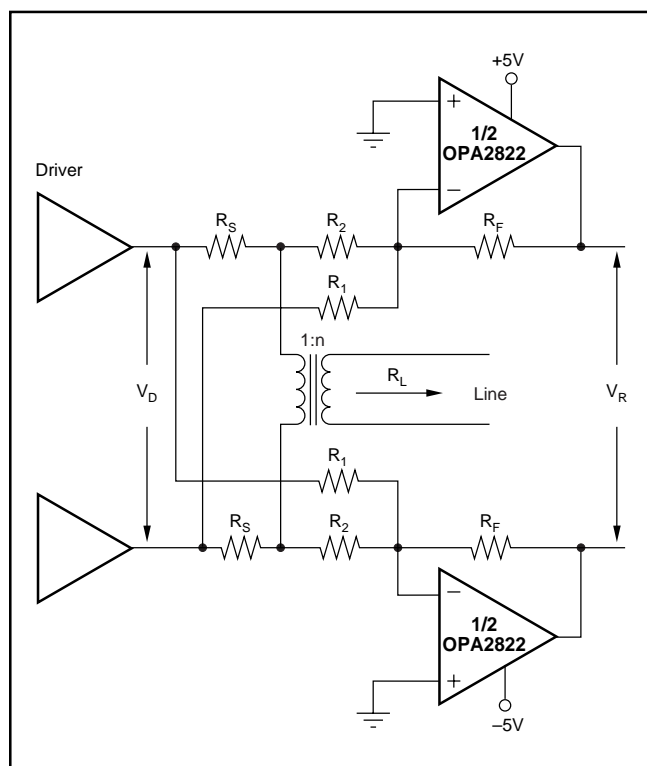 +5V
+
1/2
OPA2822
−
Driver
R_S
R_2
R_F
R_1
1:n
V_D
R_L
Line
V_R
R_1
R_S
R_2
R_F
−
1/2
OPA2822
+
–5V